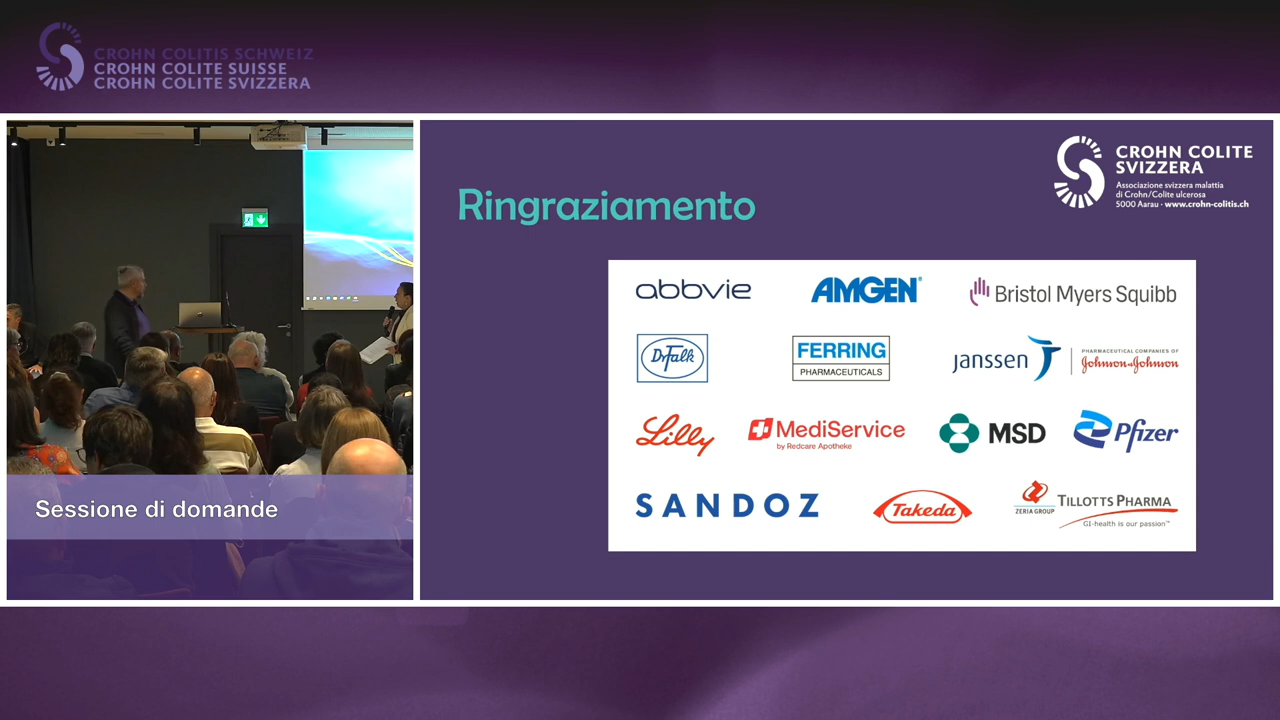 CROHN COLITIS SCHWEIZ
CROHN COLITE SUISSE
CROHN COLITE SVIZZERA
Sessione di domande
Ringraziamento
CROHN COLITE
SVIZZERA
Associazione svizzera malattia
di Crohn/Colite ulcerosa
5000 Aarau · www.crohn-colitis.ch
abbvie
AMGEN®
Bristol Myers Squibb
Dr Falk
FERRING
PHARMACEUTICALS
janssen
PHARMACEUTICAL COMPANIES OF
Johnson & Johnson
Lilly
MediService
by Redcare Apotheke
MSD
Pfizer
SANDOZ
Takeda
ZERIA GROUP
TILLOTTS PHARMA
GI-health is our passion™